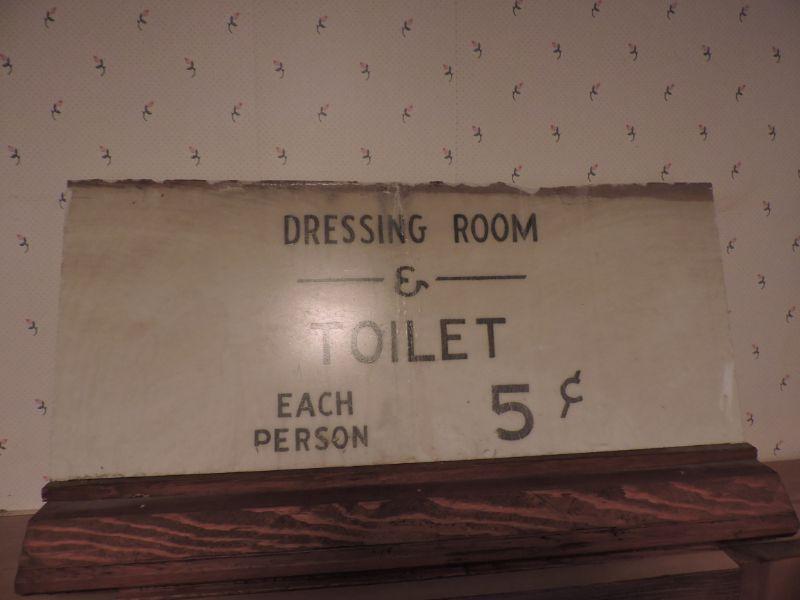 DRESSING ROOM
&
TOILET
EACH
PERSON
5¢